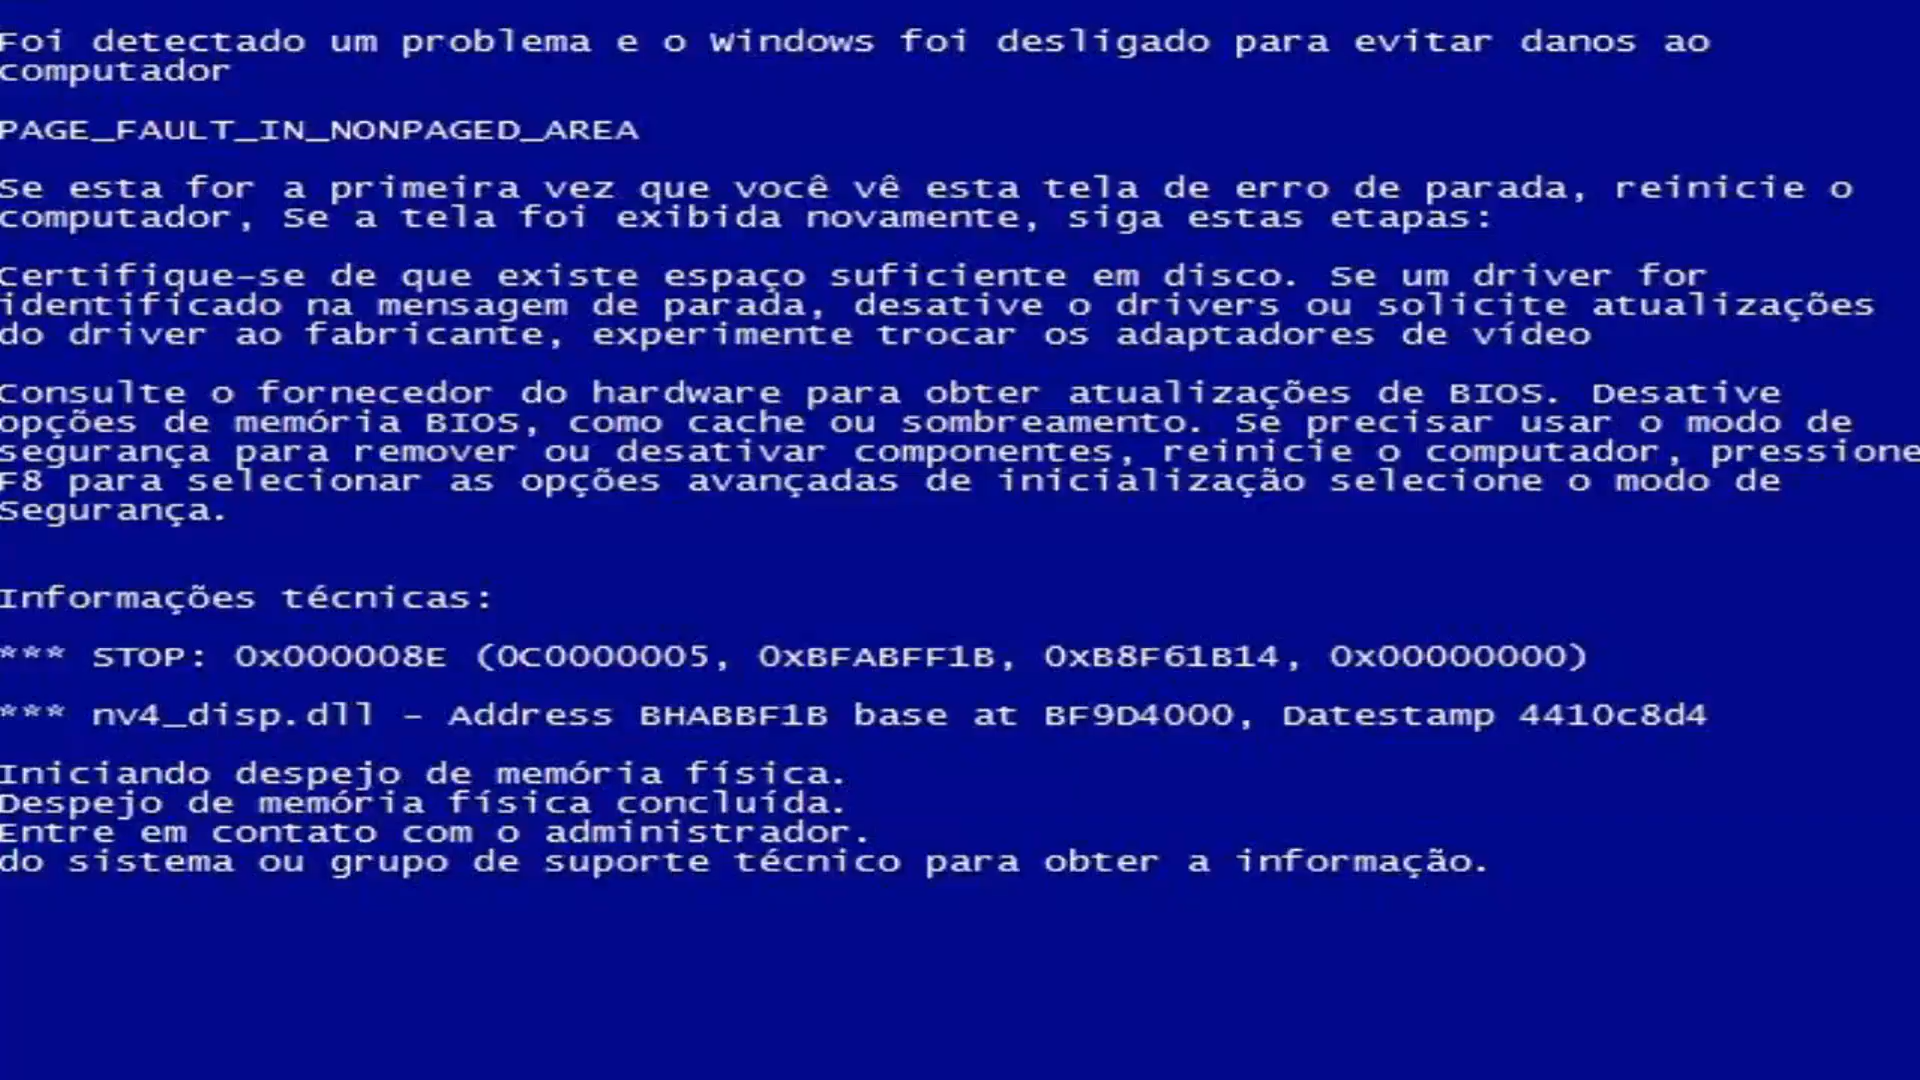 Foi detectado um problema e o Windows foi desligado para evitar danos ao
computador
PAGE_FAULT_IN_NONPAGED_AREA
Se esta for a primeira vez que você vê esta tela de erro de parada, reinicie o
computador, Se a tela foi exibida novamente, siga estas etapas:
Certifique-se de que existe espaço suficiente em disco. Se um driver for
identificado na mensagem de parada, desative o drivers ou solicite atualizações
do driver ao fabricante, experimente trocar os adaptadores de vídeo
Consulte o fornecedor do hardware para obter atualizações de BIOS. Desative
opções de memória BIOS, como cache ou sombreamento. Se precisar usar o modo de
segurança para remover ou desativar componentes, reinicie o computador, pressione
F8 para selecionar as opções avançadas de inicialização selecione o modo de
Segurança.
Informações técnicas:
*** STOP: 0x000008E (0C0000005, 0xBFABFF1B, 0xB8F61B14, 0x00000000)
*** nv4_disp.dll – Address BHABBF1B base at BF9D4000, Datestamp 4410c8d4
Iniciando despejo de memória física.
Despejo de memória física concluída.
Entre em contato com o administrador.
do sistema ou grupo de suporte técnico para obter a informação.